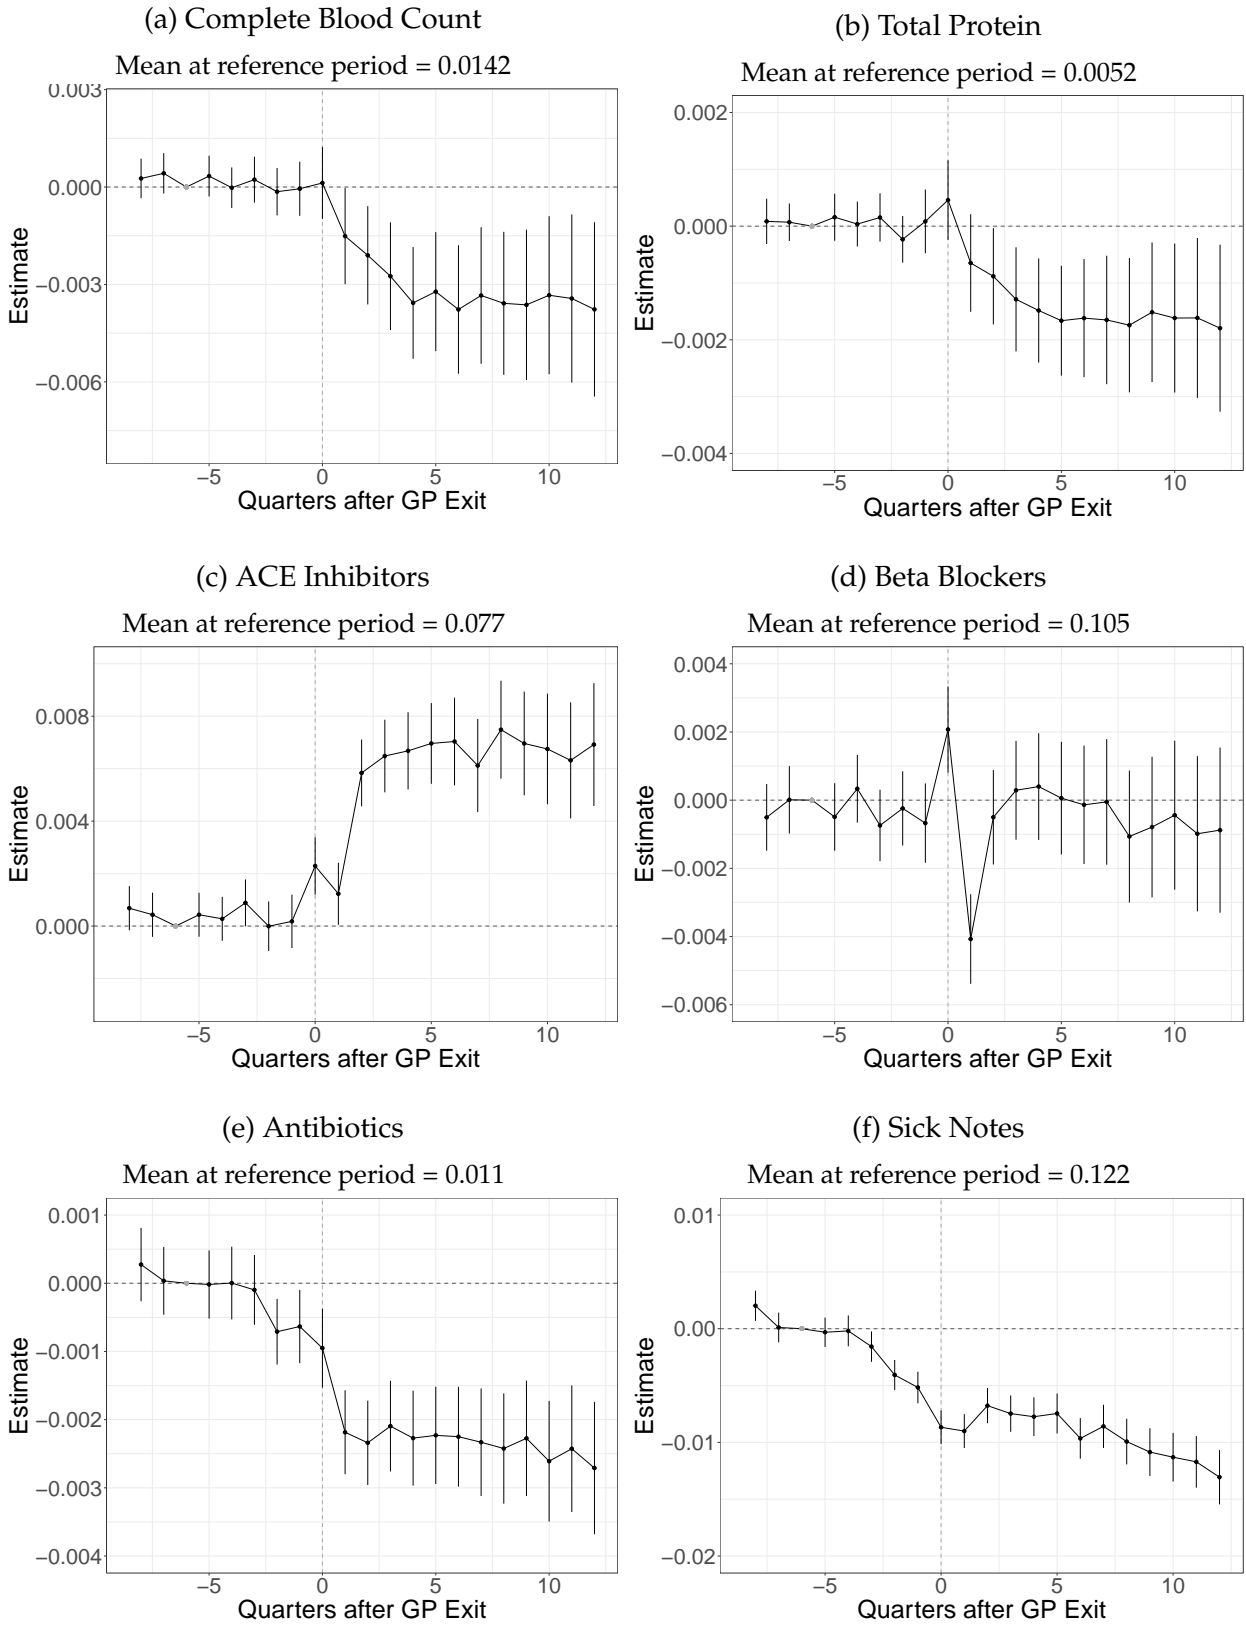 (a) Complete Blood Count
Mean at reference period = 0.0142
0.003
0.000
−0.003
−0.006
Estimate
−5 0 5 10
Quarters after GP Exit
(b) Total Protein
Mean at reference period = 0.0052
0.002
0.000
−0.002
−0.004
Estimate
−5 0 5 10
Quarters after GP Exit
(c) ACE Inhibitors
Mean at reference period = 0.077
0.008
0.004
0.000
Estimate
−5 0 5 10
Quarters after GP Exit
(d) Beta Blockers
Mean at reference period = 0.105
0.004
0.002
0.000
−0.002
−0.004
−0.006
Estimate
−5 0 5 10
Quarters after GP Exit
(e) Antibiotics
Mean at reference period = 0.011
0.001
0.000
−0.001
−0.002
−0.003
−0.004
Estimate
−5 0 5 10
Quarters after GP Exit
(f) Sick Notes
Mean at reference period = 0.122
0.01
0.00
−0.01
−0.02
Estimate
−5 0 5 10
Quarters after GP Exit